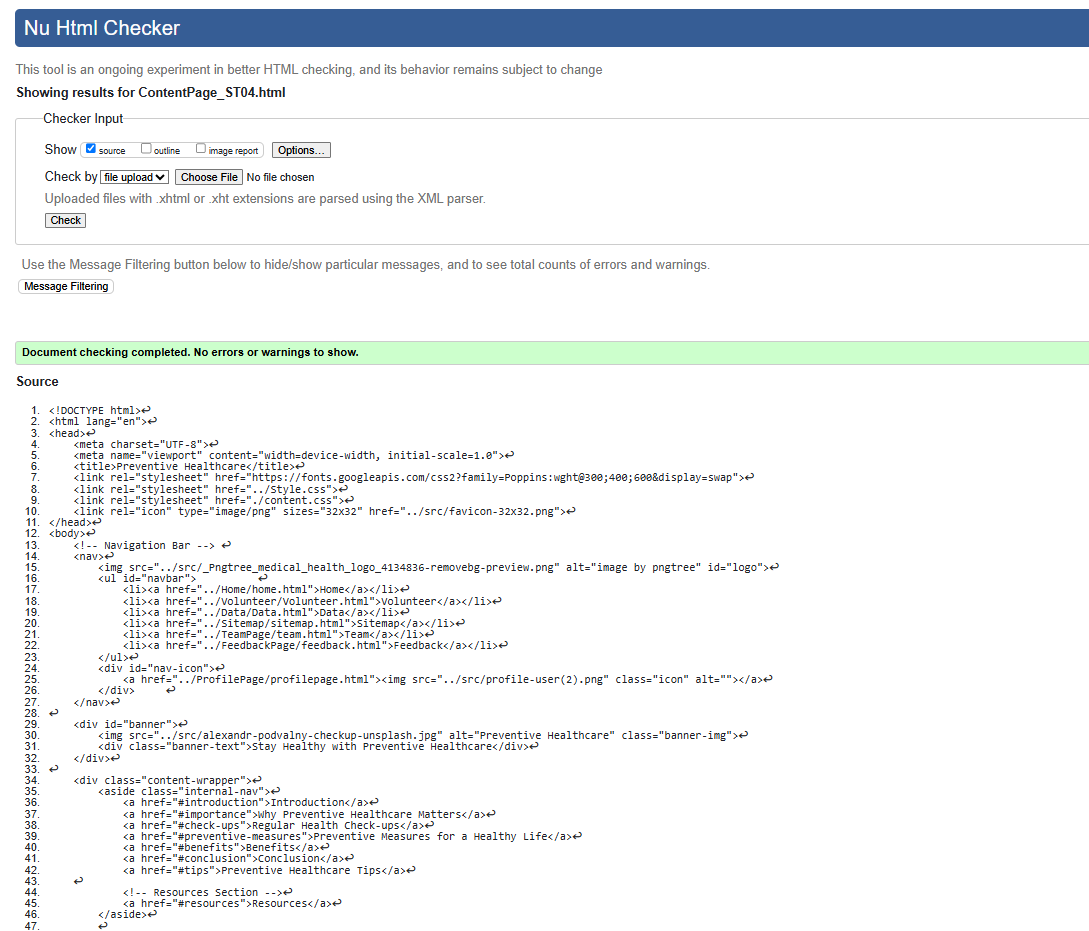 Nu Html Checker
This tool is an ongoing experiment in better HTML checking, and its behavior remains subject to change
Showing results for ContentPage_ST04.html
Checker Input
Show source outline image report Options...
Check by file upload Choose File No file chosen
Uploaded files with .xhtml or .xht extensions are parsed using the XML parser.
Check
Use the Message Filtering button below to hide/show particular messages, and to see total counts of errors and warnings.
Message Filtering
Document checking completed. No errors or warnings to show.
Source
1. <!DOCTYPE html>↩
2. <html lang="en">↩
3. <head>↩
4. <meta charset="UTF-8">↩
5. <meta name="viewport" content="width=device-width, initial-scale=1.0">↩
6. <title>Preventive Healthcare</title>↩
7. <link rel="stylesheet" href="https://fonts.googleapis.com/css2?family=Poppins:wght@300;400;600&display=swap">↩
8. <link rel="stylesheet" href="../Style.css">↩
9. <link rel="stylesheet" href="./content.css">↩
10. <link rel="icon" type="image/png" sizes="32x32" href="../src/favicon-32x32.png">↩
11. </head>↩
12. <body>↩
13. <!-- Navigation Bar --> ↩
14. <nav>↩
15. <img src="../src/_Pngtree_medical_health_logo_4134836-removebg-preview.png" alt="image by pngtree" id="logo">↩
16. <ul id="navbar"> ↩
17. <li><a href="../Home/home.html">Home</a></li>↩
18. <li><a href="../Volunteer/Volunteer.html">Volunteer</a></li>↩
19. <li><a href="../Data/Data.html">Data</a></li>↩
20. <li><a href="../Sitemap/sitemap.html">Sitemap</a></li>↩
21. <li><a href="../TeamPage/team.html">Team</a></li>↩
22. <li><a href="../FeedbackPage/feedback.html">Feedback</a></li>↩
23. </ul>↩
24. <div id="nav-icon">↩
25. <a href="../ProfilePage/profilepage.html"><img src="../src/profile-user(2).png" class="icon" alt=""></a>↩
26. </div> ↩
27. </nav>↩
28. ↩
29. <div id="banner">↩
30. <img src="../src/alexandr-podvalny-checkup-unsplash.jpg" alt="Preventive Healthcare" class="banner-img">↩
31. <div class="banner-text">Stay Healthy with Preventive Healthcare</div>↩
32. </div>↩
33. ↩
34. <div class="content-wrapper">↩
35. <aside class="internal-nav">↩
36. <a href="#introduction">Introduction</a>↩
37. <a href="#importance">Why Preventive Healthcare Matters</a>↩
38. <a href="#check-ups">Regular Health Check-ups</a>↩
39. <a href="#preventive-measures">Preventive Measures for a Healthy Life</a>↩
40. <a href="#benefits">Benefits</a>↩
41. <a href="#conclusion">Conclusion</a>↩
42. <a href="#tips">Preventive Healthcare Tips</a>↩
43. ↩
44. <!-- Resources Section -->↩
45. <a href="#resources">Resources</a>↩
46. </aside>↩
47. ↩